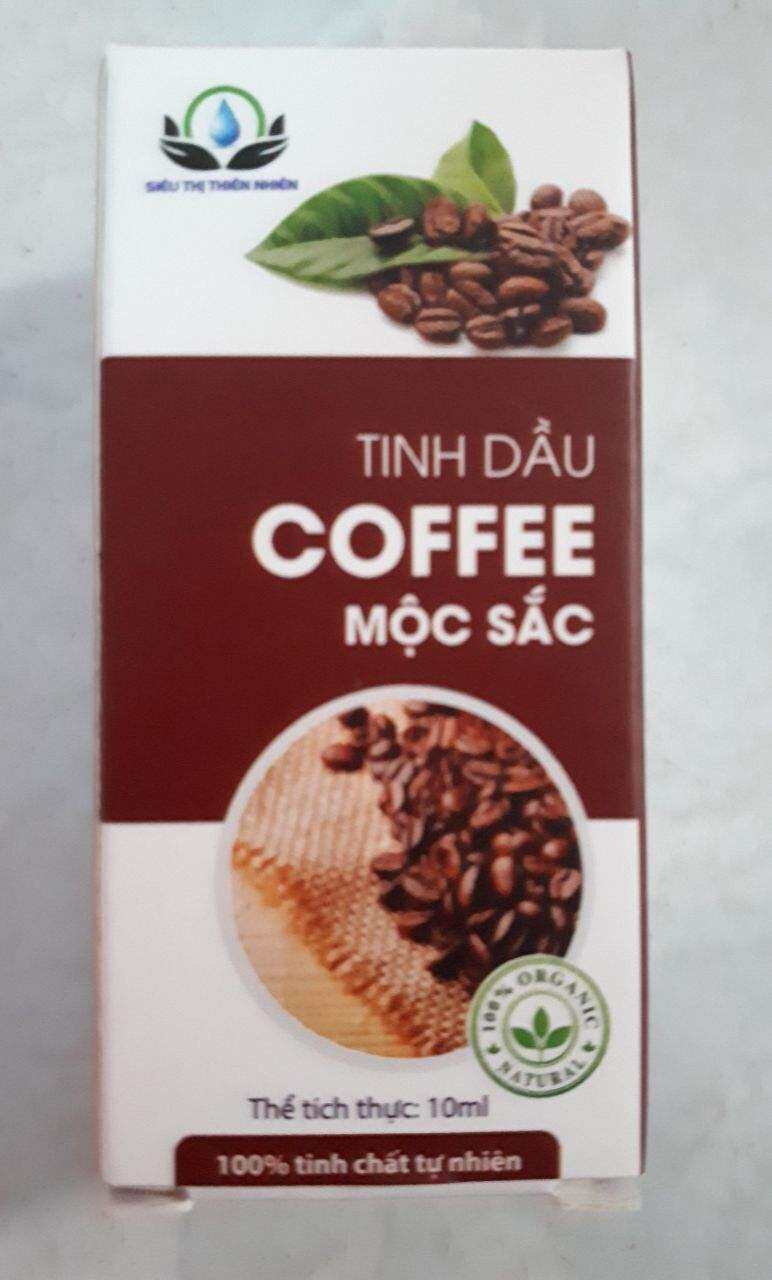 SIÊU THỊ THIÊN NHIÊN
TINH DẦU
COFFEE
MỘC SẮC
100% ORGANIC
NATURAL
Thể tích thực: 10ml
100% tinh chất tự nhiên